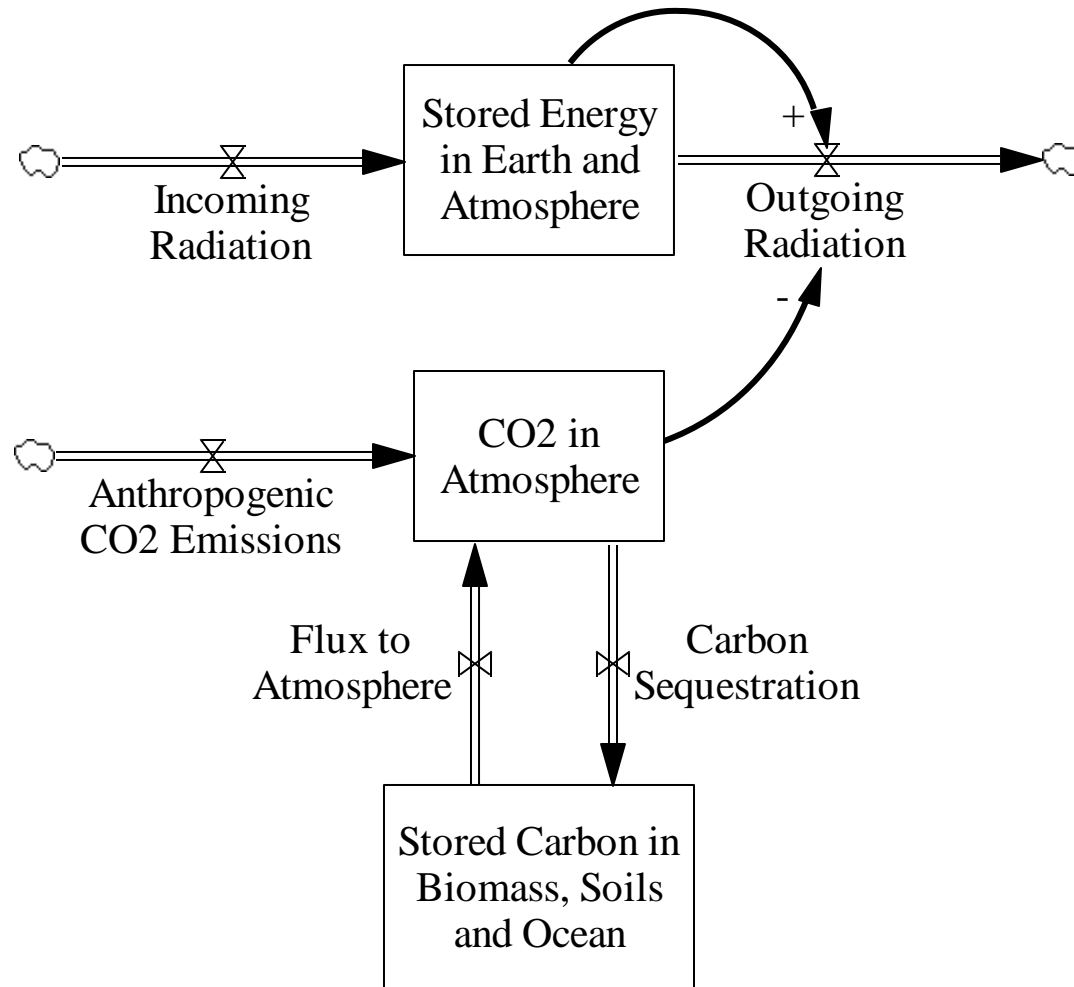 Stored Energy
in Earth and
Atmosphere
+
Incoming
Radiation
Outgoing
Radiation
-
CO2 in
Atmosphere
Anthropogenic
CO2 Emissions
Flux to
Atmosphere
Carbon
Sequestration
Stored Carbon in
Biomass, Soils
and Ocean